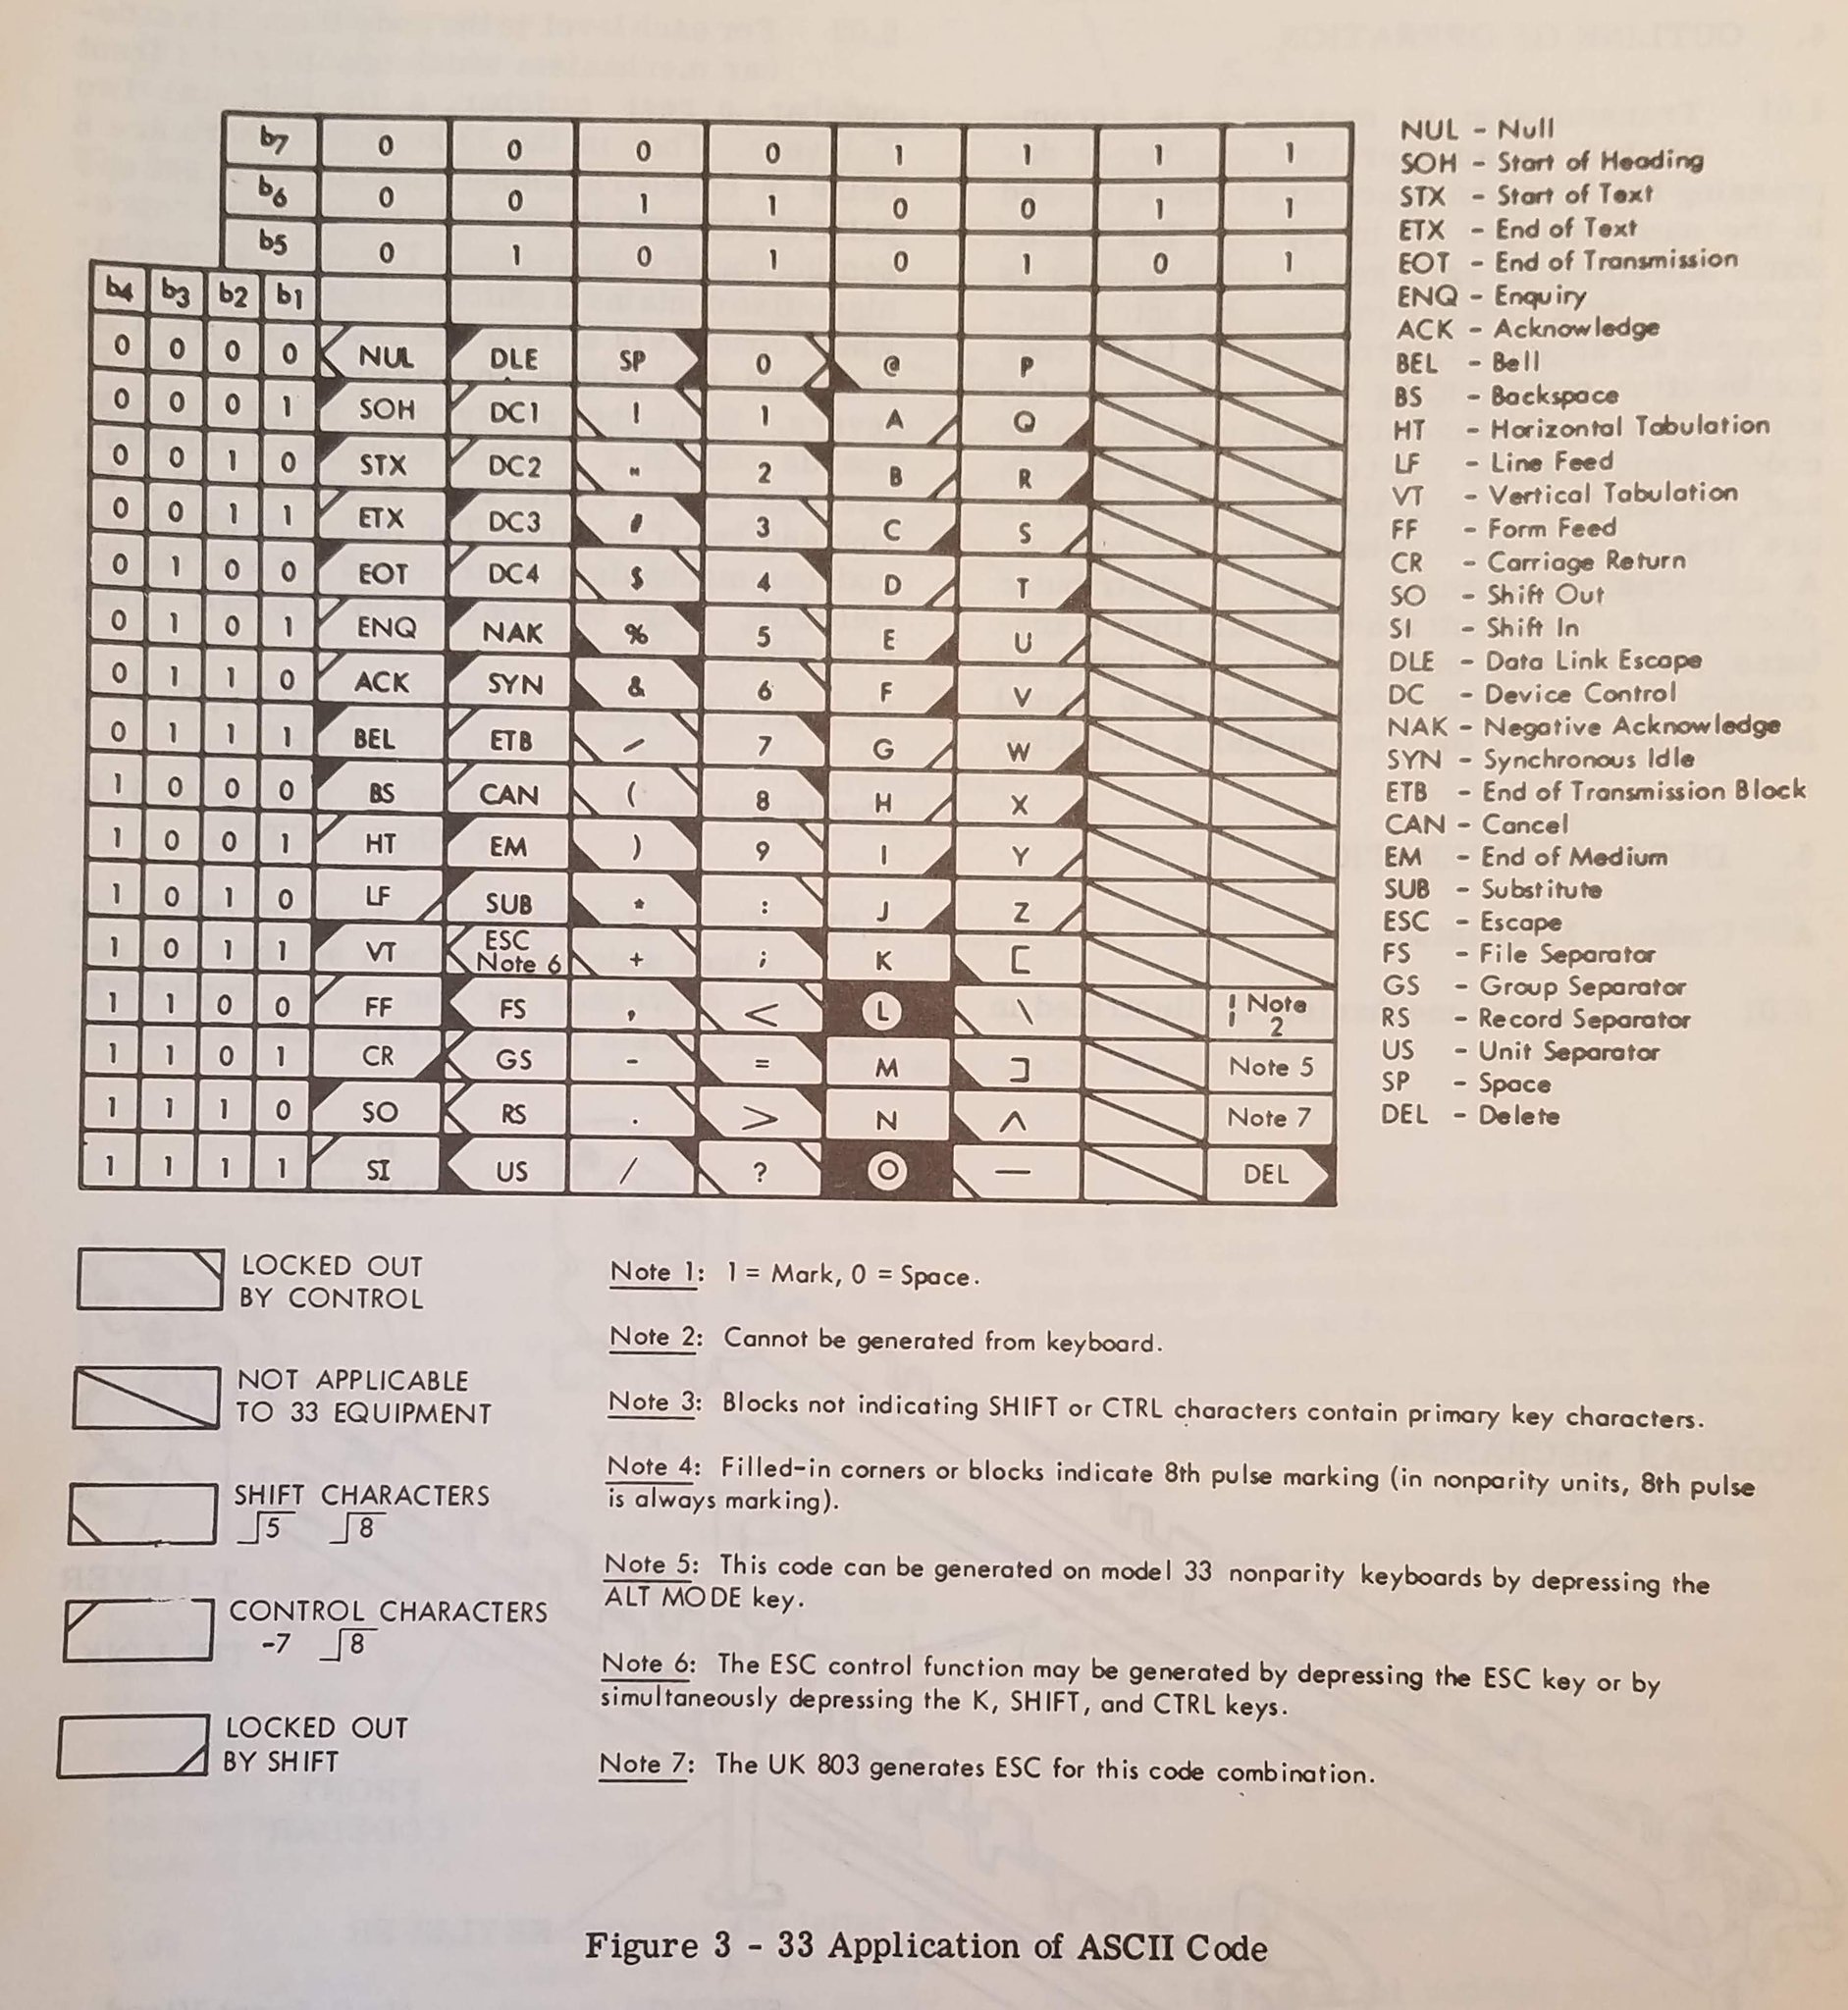 b7 0 0 0 0 1 1 1 1
b6 0 0 1 1 0 0 1 1
b5 0 1 0 1 0 1 0 1
b4 b3 b2 b1
0 0 0 0 NUL DLE SP 0 @ P
0 0 0 1 SOH DC1 ! 1 A Q
0 0 1 0 STX DC2 " 2 B R
0 0 1 1 ETX DC3 # 3 C S
0 1 0 0 EOT DC4 $ 4 D T
0 1 0 1 ENQ NAK % 5 E U
0 1 1 0 ACK SYN & 6 F V
0 1 1 1 BEL ETB / 7 G W
1 0 0 0 BS CAN ( 8 H X
1 0 0 1 HT EM ) 9 I Y
1 0 1 0 LF SUB * : J Z
1 0 1 1 VT ESC Note 6 + ; K [
1 1 0 0 FF FS , < L \ ¦ Note 2
1 1 0 1 CR GS - = M ] Note 5
1 1 1 0 SO RS . > N ^ Note 7
1 1 1 1 SI US / ? O — DEL
NUL - Null
SOH - Start of Heading
STX - Start of Text
ETX - End of Text
EOT - End of Transmission
ENQ - Enquiry
ACK - Acknowledge
BEL - Bell
BS - Backspace
HT - Horizontal Tabulation
LF - Line Feed
VT - Vertical Tabulation
FF - Form Feed
CR - Carriage Return
SO - Shift Out
SI - Shift In
DLE - Data Link Escape
DC - Device Control
NAK - Negative Acknowledge
SYN - Synchronous Idle
ETB - End of Transmission Block
CAN - Cancel
EM - End of Medium
SUB - Substitute
ESC - Escape
FS - File Separator
GS - Group Separator
RS - Record Separator
US - Unit Separator
SP - Space
DEL - Delete
LOCKED OUT
BY CONTROL
NOT APPLICABLE
TO 33 EQUIPMENT
SHIFT CHARACTERS
5 8
CONTROL CHARACTERS
-7 8
LOCKED OUT
BY SHIFT
Note 1: 1 = Mark, 0 = Space.
Note 2: Cannot be generated from keyboard.
Note 3: Blocks not indicating SHIFT or CTRL characters contain primary key characters.
Note 4: Filled-in corners or blocks indicate 8th pulse marking (in nonparity units, 8th pulse
is always marking).
Note 5: This code can be generated on model 33 nonparity keyboards by depressing the
ALT MODE key.
Note 6: The ESC control function may be generated by depressing the ESC key or by
simultaneously depressing the K, SHIFT, and CTRL keys.
Note 7: The UK 803 generates ESC for this code combination.
Figure 3 - 33 Application of ASCII Code